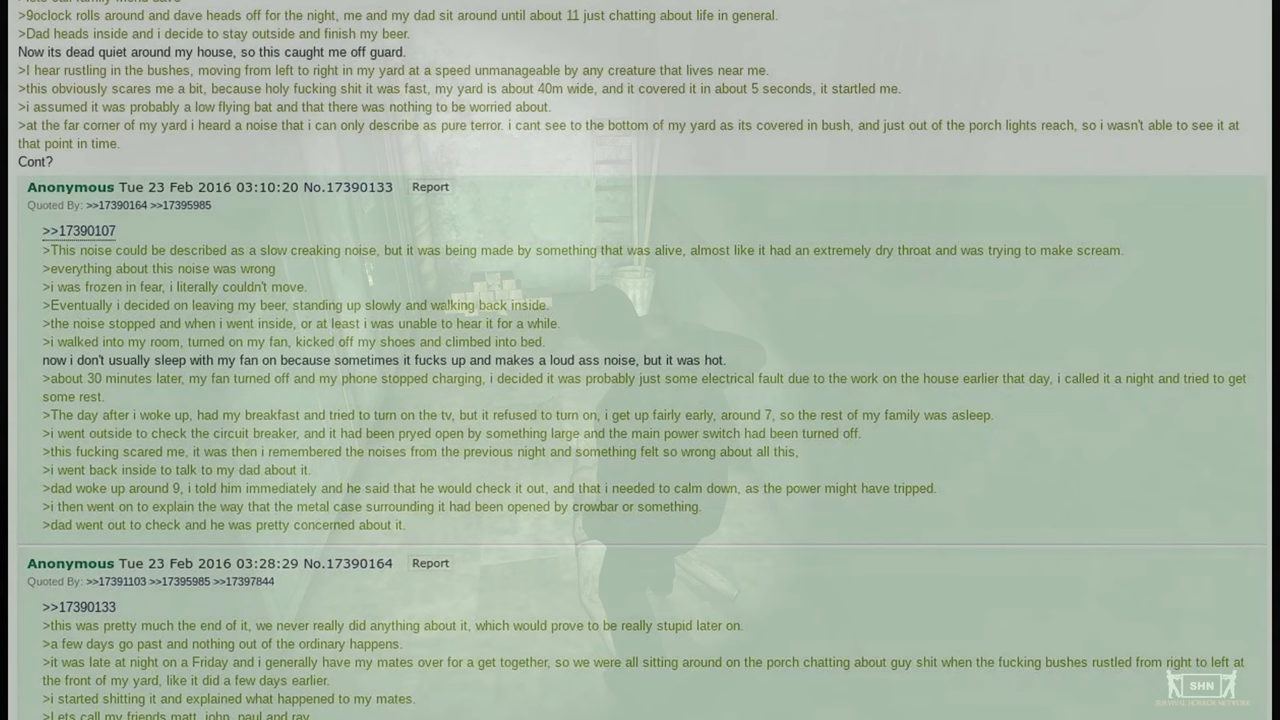 >9oclock rolls around and dave heads off for the night, me and my dad sit around until about 11 just chatting about life in general.
>Dad heads inside and i decide to stay outside and finish my beer.
Now its dead quiet around my house, so this caught me off guard.
>I hear rustling in the bushes, moving from left to right in my yard at a speed unmanageable by any creature that lives near me.
>this obviously scares me a bit, because holy fucking shit it was fast, my yard is about 40m wide, and it covered it in about 5 seconds, it startled me.
>i assumed it was probably a low flying bat and that there was nothing to be worried about.
>at the far corner of my yard i heard a noise that i can only describe as pure terror. i cant see to the bottom of my yard as its covered in bush, and just out of the porch lights reach, so i wasn't able to see it at
that point in time.
Cont?
Anonymous Tue 23 Feb 2016 03:10:20 No.17390133 Report
Quoted By: >>17390164 >>17395985
>>17390107
>This noise could be described as a slow creaking noise, but it was being made by something that was alive, almost like it had an extremely dry throat and was trying to make scream.
>everything about this noise was wrong
>i was frozen in fear, i literally couldn't move.
>Eventually i decided on leaving my beer, standing up slowly and walking back inside.
>the noise stopped and when i went inside, or at least i was unable to hear it for a while.
>i walked into my room, turned on my fan, kicked off my shoes and climbed into bed.
now i don't usually sleep with my fan on because sometimes it fucks up and makes a loud ass noise, but it was hot.
>about 30 minutes later, my fan turned off and my phone stopped charging, i decided it was probably just some electrical fault due to the work on the house earlier that day, i called it a night and tried to get
some rest.
>The day after i woke up, had my breakfast and tried to turn on the tv, but it refused to turn on, i get up fairly early, around 7, so the rest of my family was asleep.
>i went outside to check the circuit breaker, and it had been pryed open by something large and the main power switch had been turned off.
>this fucking scared me, it was then i remembered the noises from the previous night and something felt so wrong about all this,
>i went back inside to talk to my dad about it.
>dad woke up around 9, i told him immediately and he said that he would check it out, and that i needed to calm down, as the power might have tripped.
>i then went on to explain the way that the metal case surrounding it had been opened by crowbar or something.
>dad went out to check and he was pretty concerned about it.
Anonymous Tue 23 Feb 2016 03:28:29 No.17390164 Report
Quoted By: >>17391103 >>17395985 >>17397844
>>17390133
>this was pretty much the end of it, we never really did anything about it, which would prove to be really stupid later on.
>a few days go past and nothing out of the ordinary happens.
>it was late at night on a Friday and i generally have my mates over for a get together, so we were all sitting around on the porch chatting about guy shit when the fucking bushes rustled from right to left at
the front of my yard, like it did a few days earlier.
>i started shitting it and explained what happened to my mates.
>Lets call my friends matt, john, paul and ray
SHN
SURVIVAL HORROR NETWORK